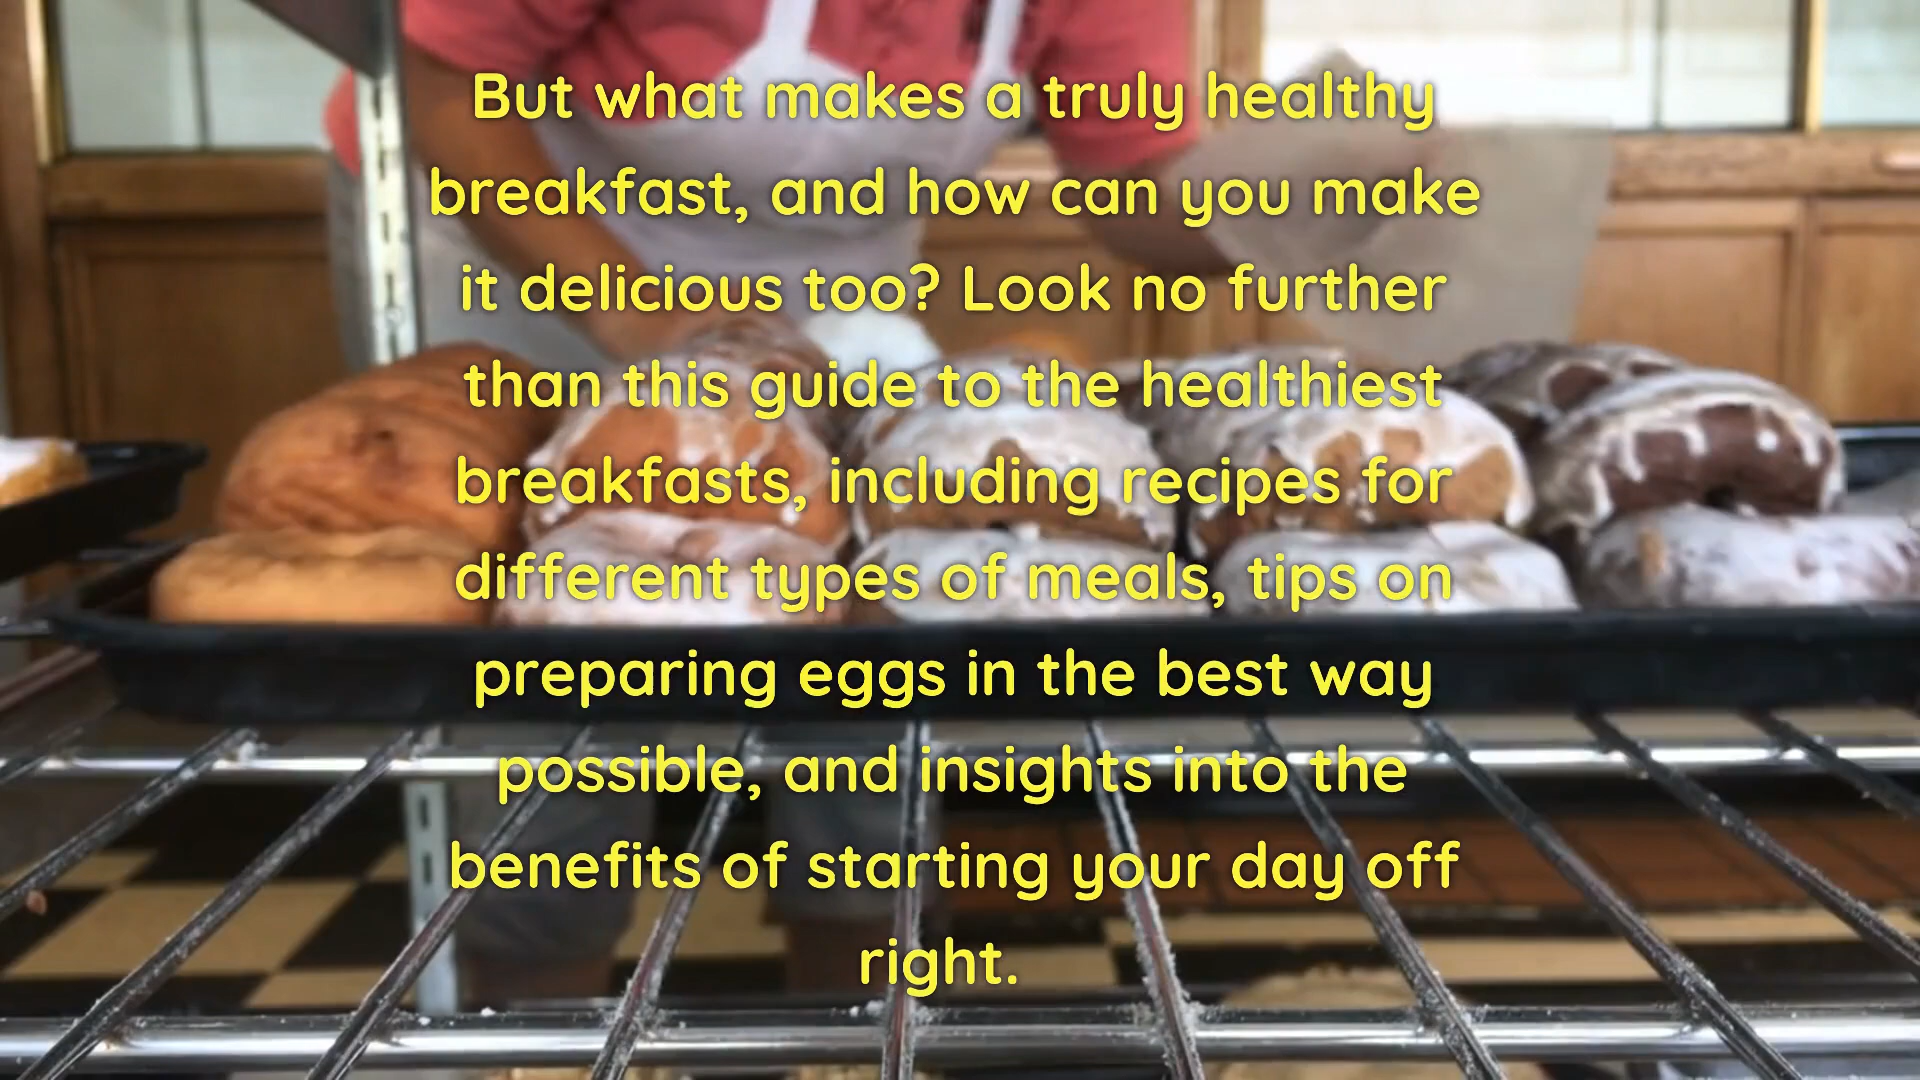 But what makes a truly healthy
breakfast, and how can you make
it delicious too? Look no further
than this guide to the healthiest
breakfasts, including recipes for
different types of meals, tips on
preparing eggs in the best way
possible, and insights into the
benefits of starting your day off
right.